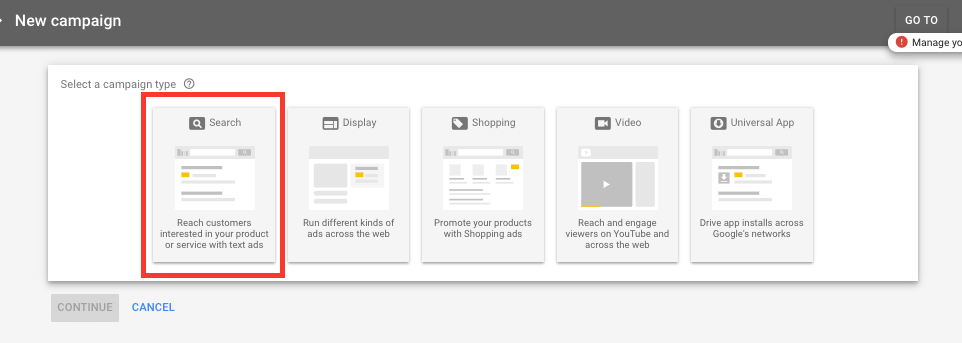 New campaign
GO TO
Manage yo
Select a campaign type
Search
Display
Shopping
Video
Universal App
Reach customers
interested in your product
or service with text ads
Run different kinds of
ads across the web
Promote your products
with Shopping ads
Reach and engage
viewers on YouTube and
across the web
Drive app installs across
Google's networks
CONTINUE
CANCEL